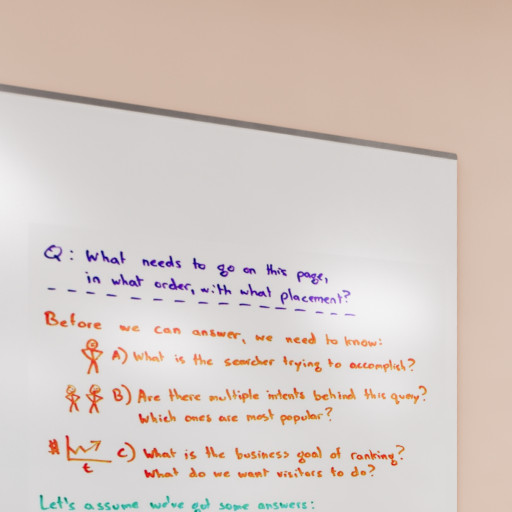 Q: What needs to go on this page,
in what order, with what placement?
Before we can answer, we need to know:
A) What is the searcher trying to accomplish?
B) Are there multiple intents behind this query?
Which ones are most popular?
$ t C) What is the business goal of ranking?
What do we want visitors to do?
Let's assume we've got some answers: